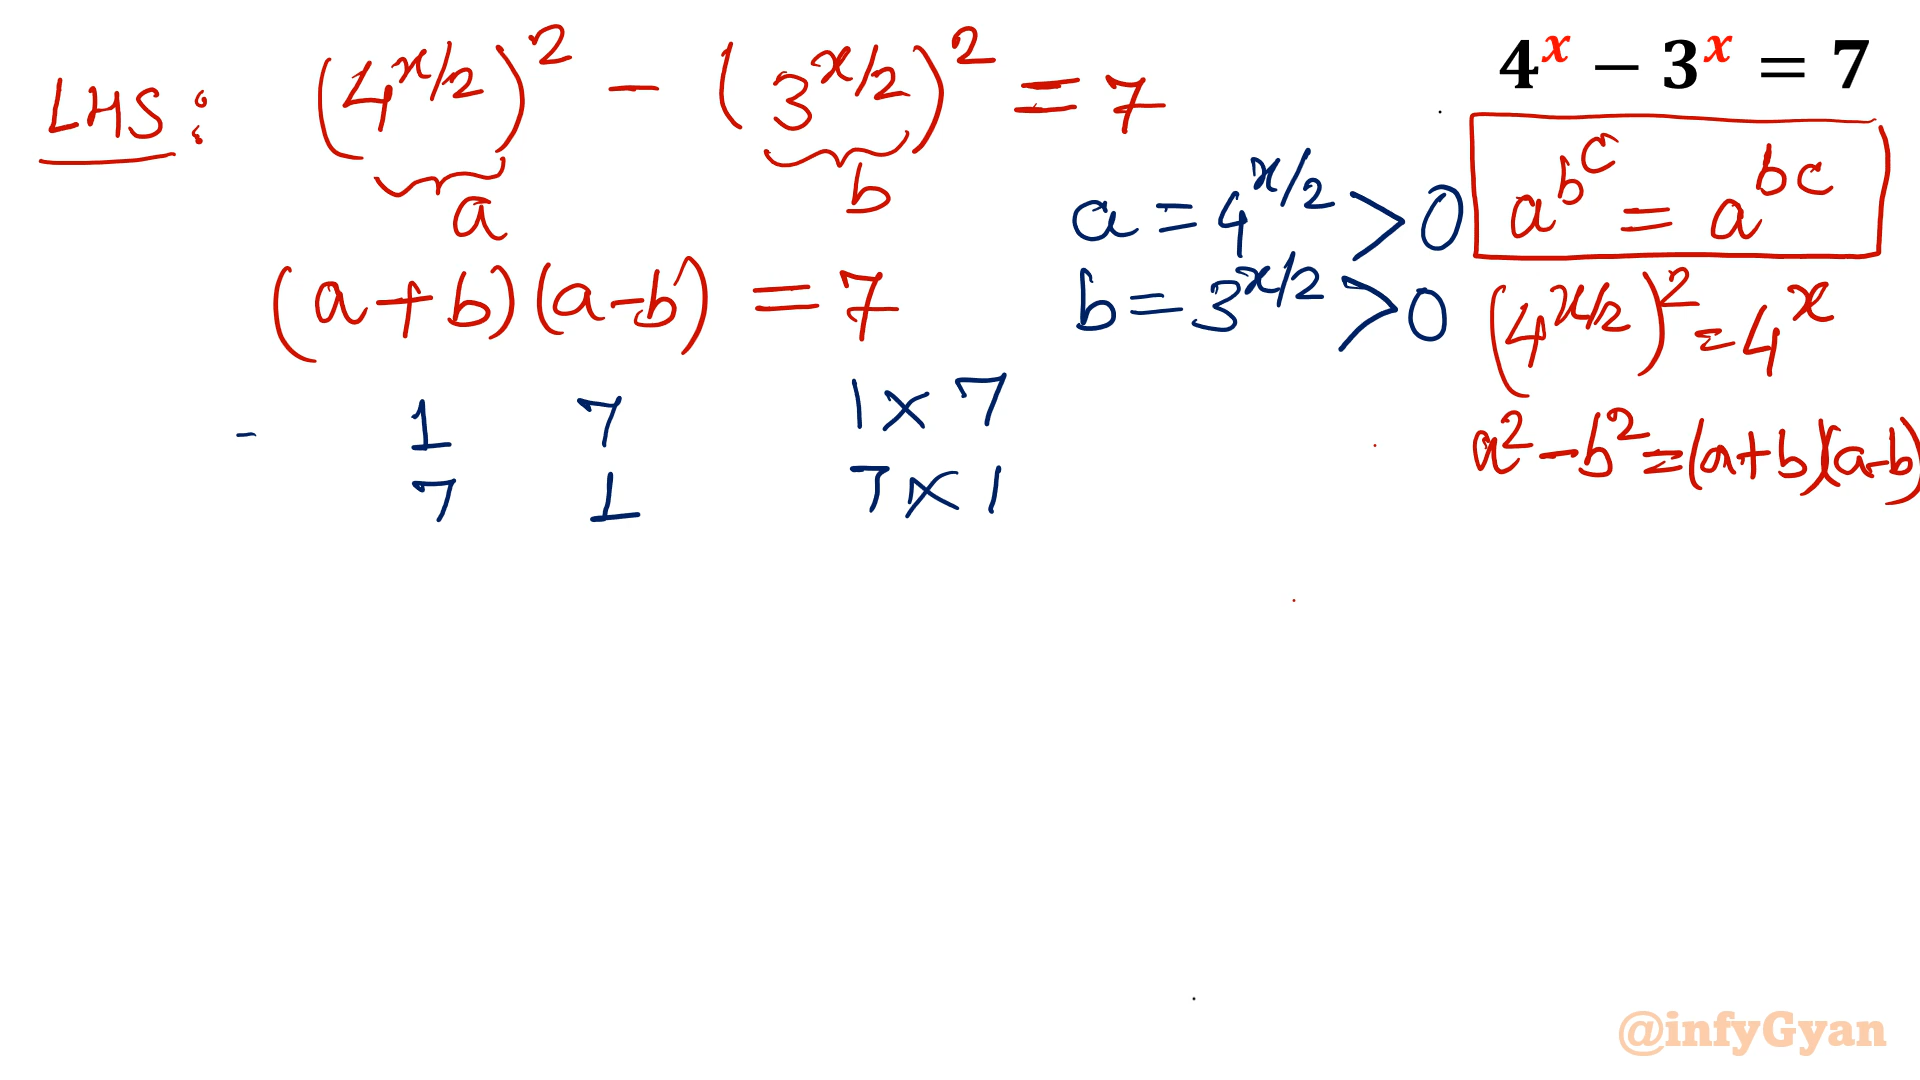 4^x − 3^x = 7
LHS : (4^{x/2})^2 − (3^{x/2})^2 = 7
a b
a = 4^{x/2} > 0
b = 3^{x/2} > 0
a^{b^c} = a^{bc}
(4^{x/2})^2 = 4^x
a^2 − b^2 = (a+b)(a−b)
(a+b)(a−b) = 7
- 1 7 1 × 7
7 1 7 × 1
@infyGyan